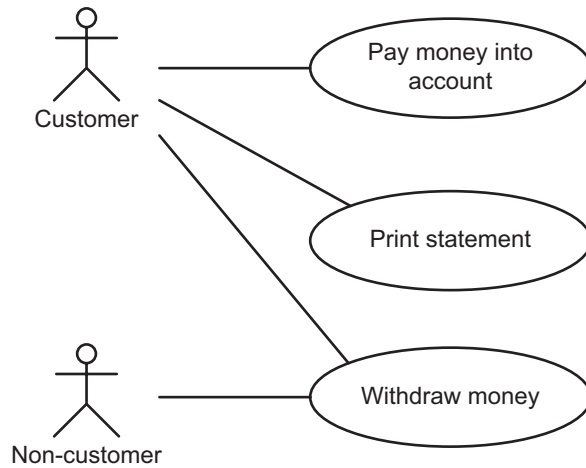 Pay money into
account
Customer
Print statement
Withdraw money
Non-customer